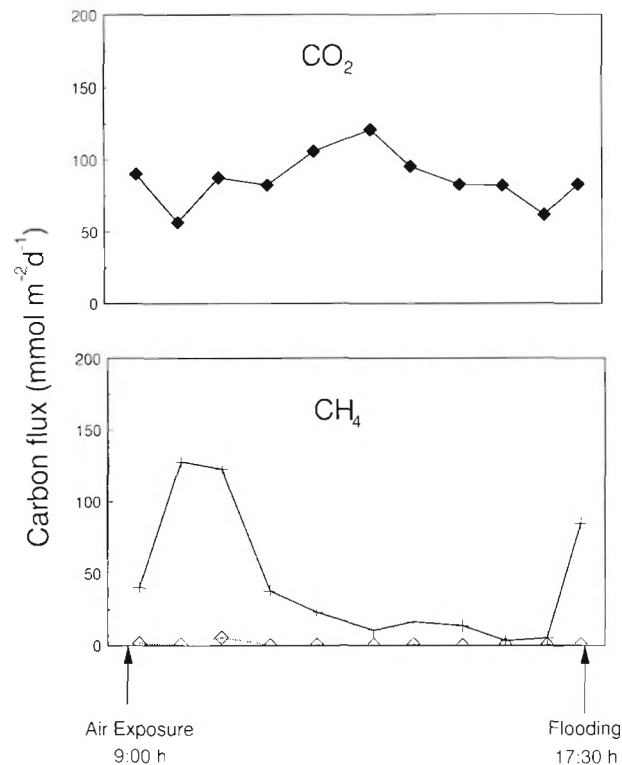 200
CO2
150
100
50
0
Carbon flux (mmol m⁻²d⁻¹)
200
CH4
150
100
50
0
Air Exposure
9:00 h
Flooding
17:30 h